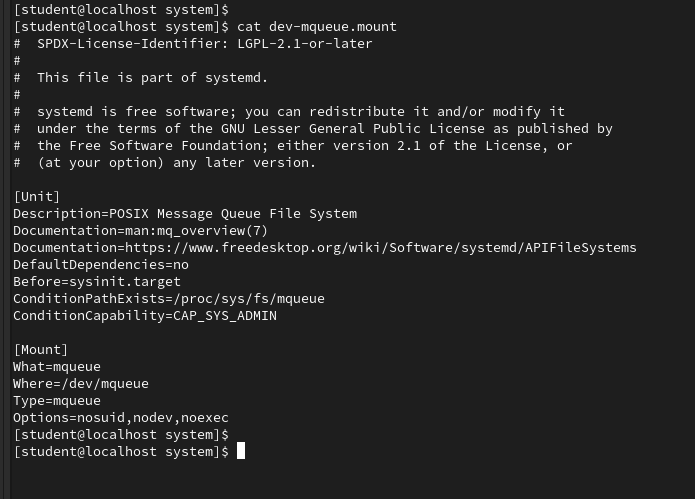 [student@localhost system]$
[student@localhost system]$ cat dev-mqueue.mount
#  SPDX-License-Identifier: LGPL-2.1-or-later
#
#  This file is part of systemd.
#
#  systemd is free software; you can redistribute it and/or modify it
#  under the terms of the GNU Lesser General Public License as published by
#  the Free Software Foundation; either version 2.1 of the License, or
#  (at your option) any later version.

[Unit]
Description=POSIX Message Queue File System
Documentation=man:mq_overview(7)
Documentation=https://www.freedesktop.org/wiki/Software/systemd/APIFileSystems
DefaultDependencies=no
Before=sysinit.target
ConditionPathExists=/proc/sys/fs/mqueue
ConditionCapability=CAP_SYS_ADMIN

[Mount]
What=mqueue
Where=/dev/mqueue
Type=mqueue
Options=nosuid,nodev,noexec
[student@localhost system]$
[student@localhost system]$